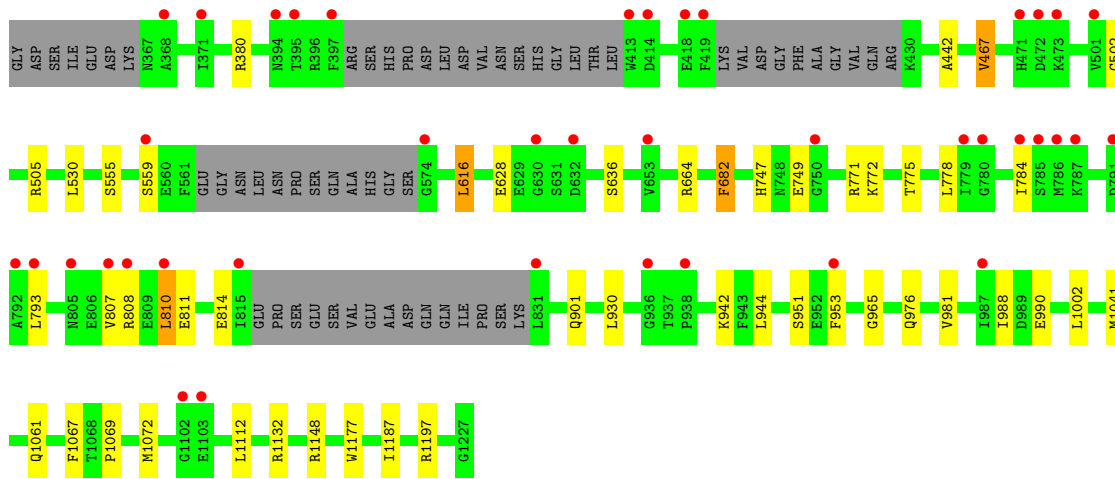 GLY ASP SER ILE GLU ASP LYS N367 A368 I371 R380 N394 T395 R396 F397 ARG SER HIS PRO ASP LEU ASP VAL ASN SER HIS GLY LEU THR LEU W413 D414 E418 F419 LYS VAL ASP GLY PHE ALA GLY VAL GLN ARG K430 A442 V467 H471 D472 K473 V501
R505 L530 S555 S559 E560 F561 GLU GLY ASN LEU ASN PRO SER GLN ALA HIS GLY SER G574 L616 E628 E629 G630 S631 D632 S636 V653 R664 F682 H747 N748 E749 G750 R771 K772 T775 L778 I779 G780 I784 S785 M786 K787
A792 L793 N805 E806 V807 R808 E809 L810 E811 E814 I815 GLU PRO SER GLU SER VAL GLU ALA ASP GLN GLN ILE PRO SER LYS L831 Q901 L930 G936 T937 P938 K942 F943 L944 S951 E952 F953 G965 Q976 V981 I987 I988 D989 E990 L1002 M1041
Q1061 F1067 T1068 P1069 M1072 G1102 E1103 L1112 R1132 R1148 W1177 I1187 R1197 G1227